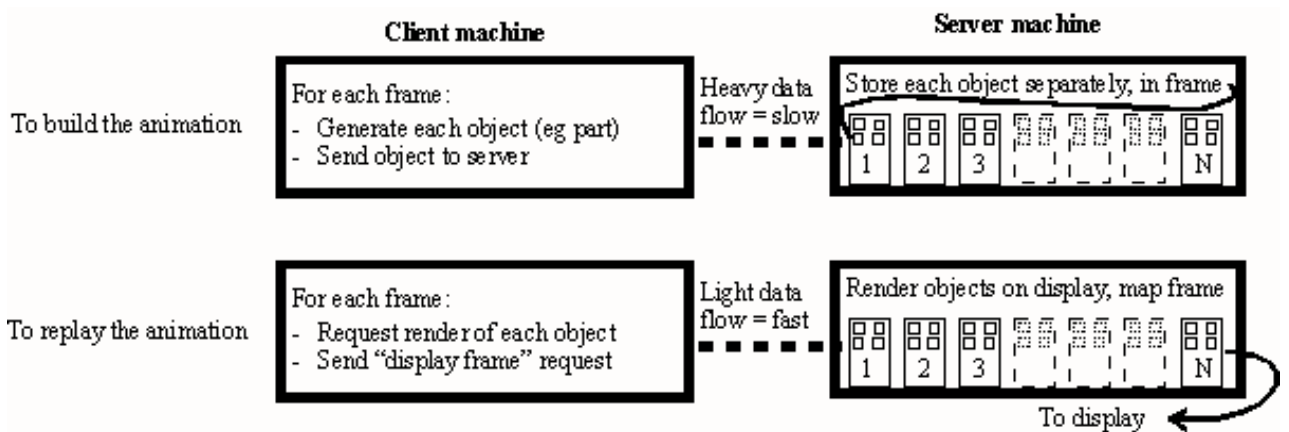 Client machine
Server machine
To build the animation
For each frame:
- Generate each object (eg part)
- Send object to server
Heavy data
flow = slow
Store each object separately, in frame
1 2 3 N
To replay the animation
For each frame:
- Request render of each object
- Send “display frame” request
Light data
flow = fast
Render objects on display, map frame
1 2 3 N
To display